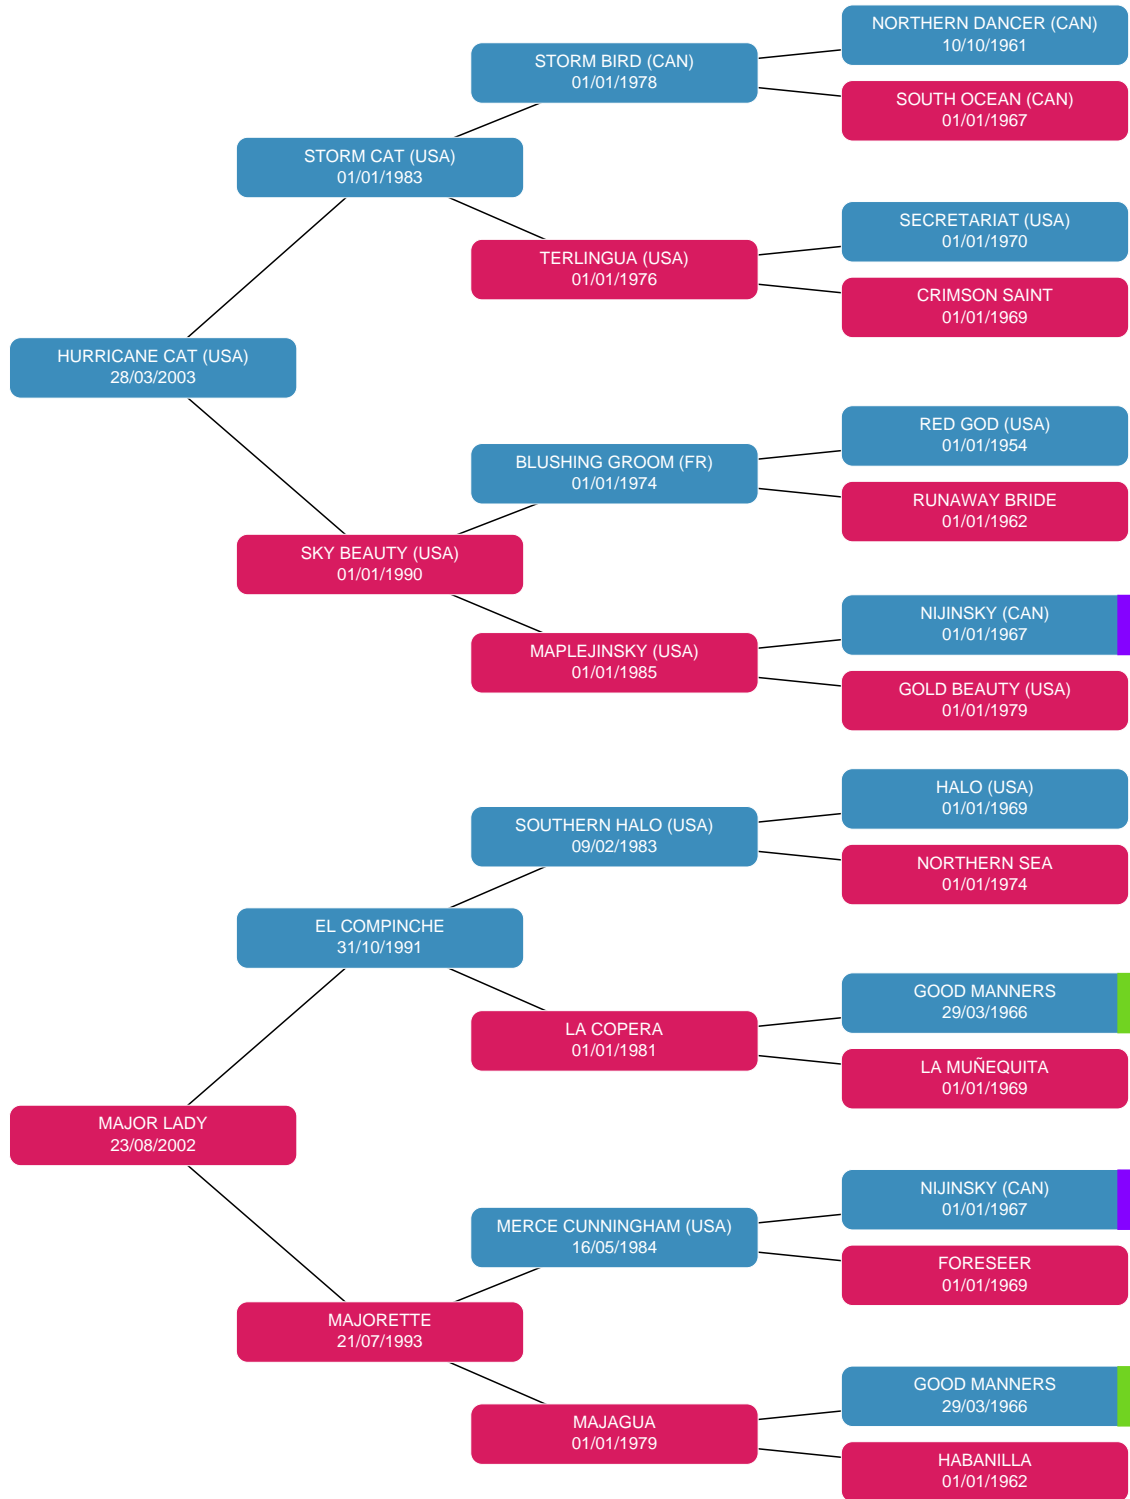 NORTHERN DANCER (CAN)
10/10/1961
STORM BIRD (CAN)
01/01/1978
SOUTH OCEAN (CAN)
01/01/1967
STORM CAT (USA)
01/01/1983
SECRETARIAT (USA)
01/01/1970
TERLINGUA (USA)
01/01/1976
CRIMSON SAINT
01/01/1969
HURRICANE CAT (USA)
28/03/2003
RED GOD (USA)
01/01/1954
BLUSHING GROOM (FR)
01/01/1974
RUNAWAY BRIDE
01/01/1962
SKY BEAUTY (USA)
01/01/1990
NIJINSKY (CAN)
01/01/1967
MAPLEJINSKY (USA)
01/01/1985
GOLD BEAUTY (USA)
01/01/1979
HALO (USA)
01/01/1969
SOUTHERN HALO (USA)
09/02/1983
NORTHERN SEA
01/01/1974
EL COMPINCHE
31/10/1991
GOOD MANNERS
29/03/1966
LA COPERA
01/01/1981
LA MUÑEQUITA
01/01/1969
MAJOR LADY
23/08/2002
NIJINSKY (CAN)
01/01/1967
MERCE CUNNINGHAM (USA)
16/05/1984
FORESEER
01/01/1969
MAJORETTE
21/07/1993
GOOD MANNERS
29/03/1966
MAJAGUA
01/01/1979
HABANILLA
01/01/1962